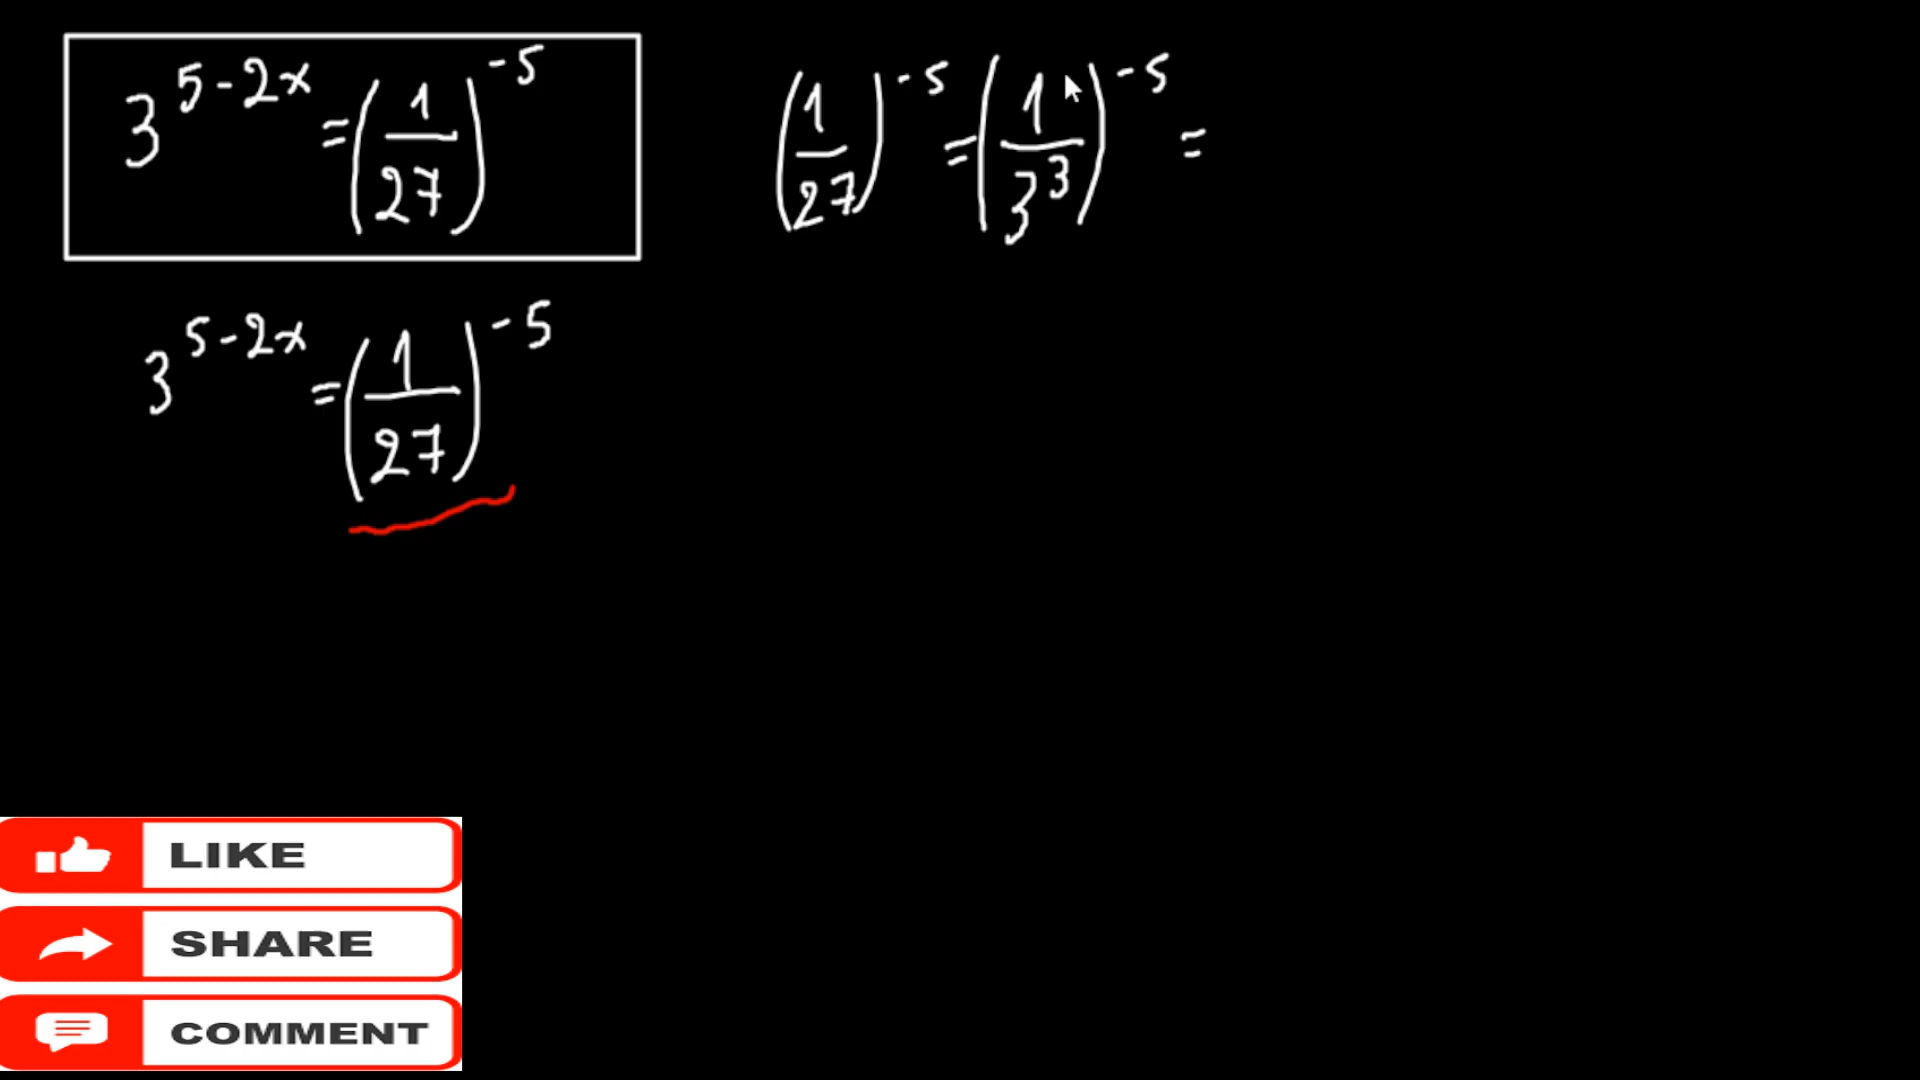 3^{5-2x} = (1/27)^{-5}
(1/27)^{-5} = (1/3^3)^{-5} =
3^{5-2x} = (1/27)^{-5}
LIKE
SHARE
COMMENT